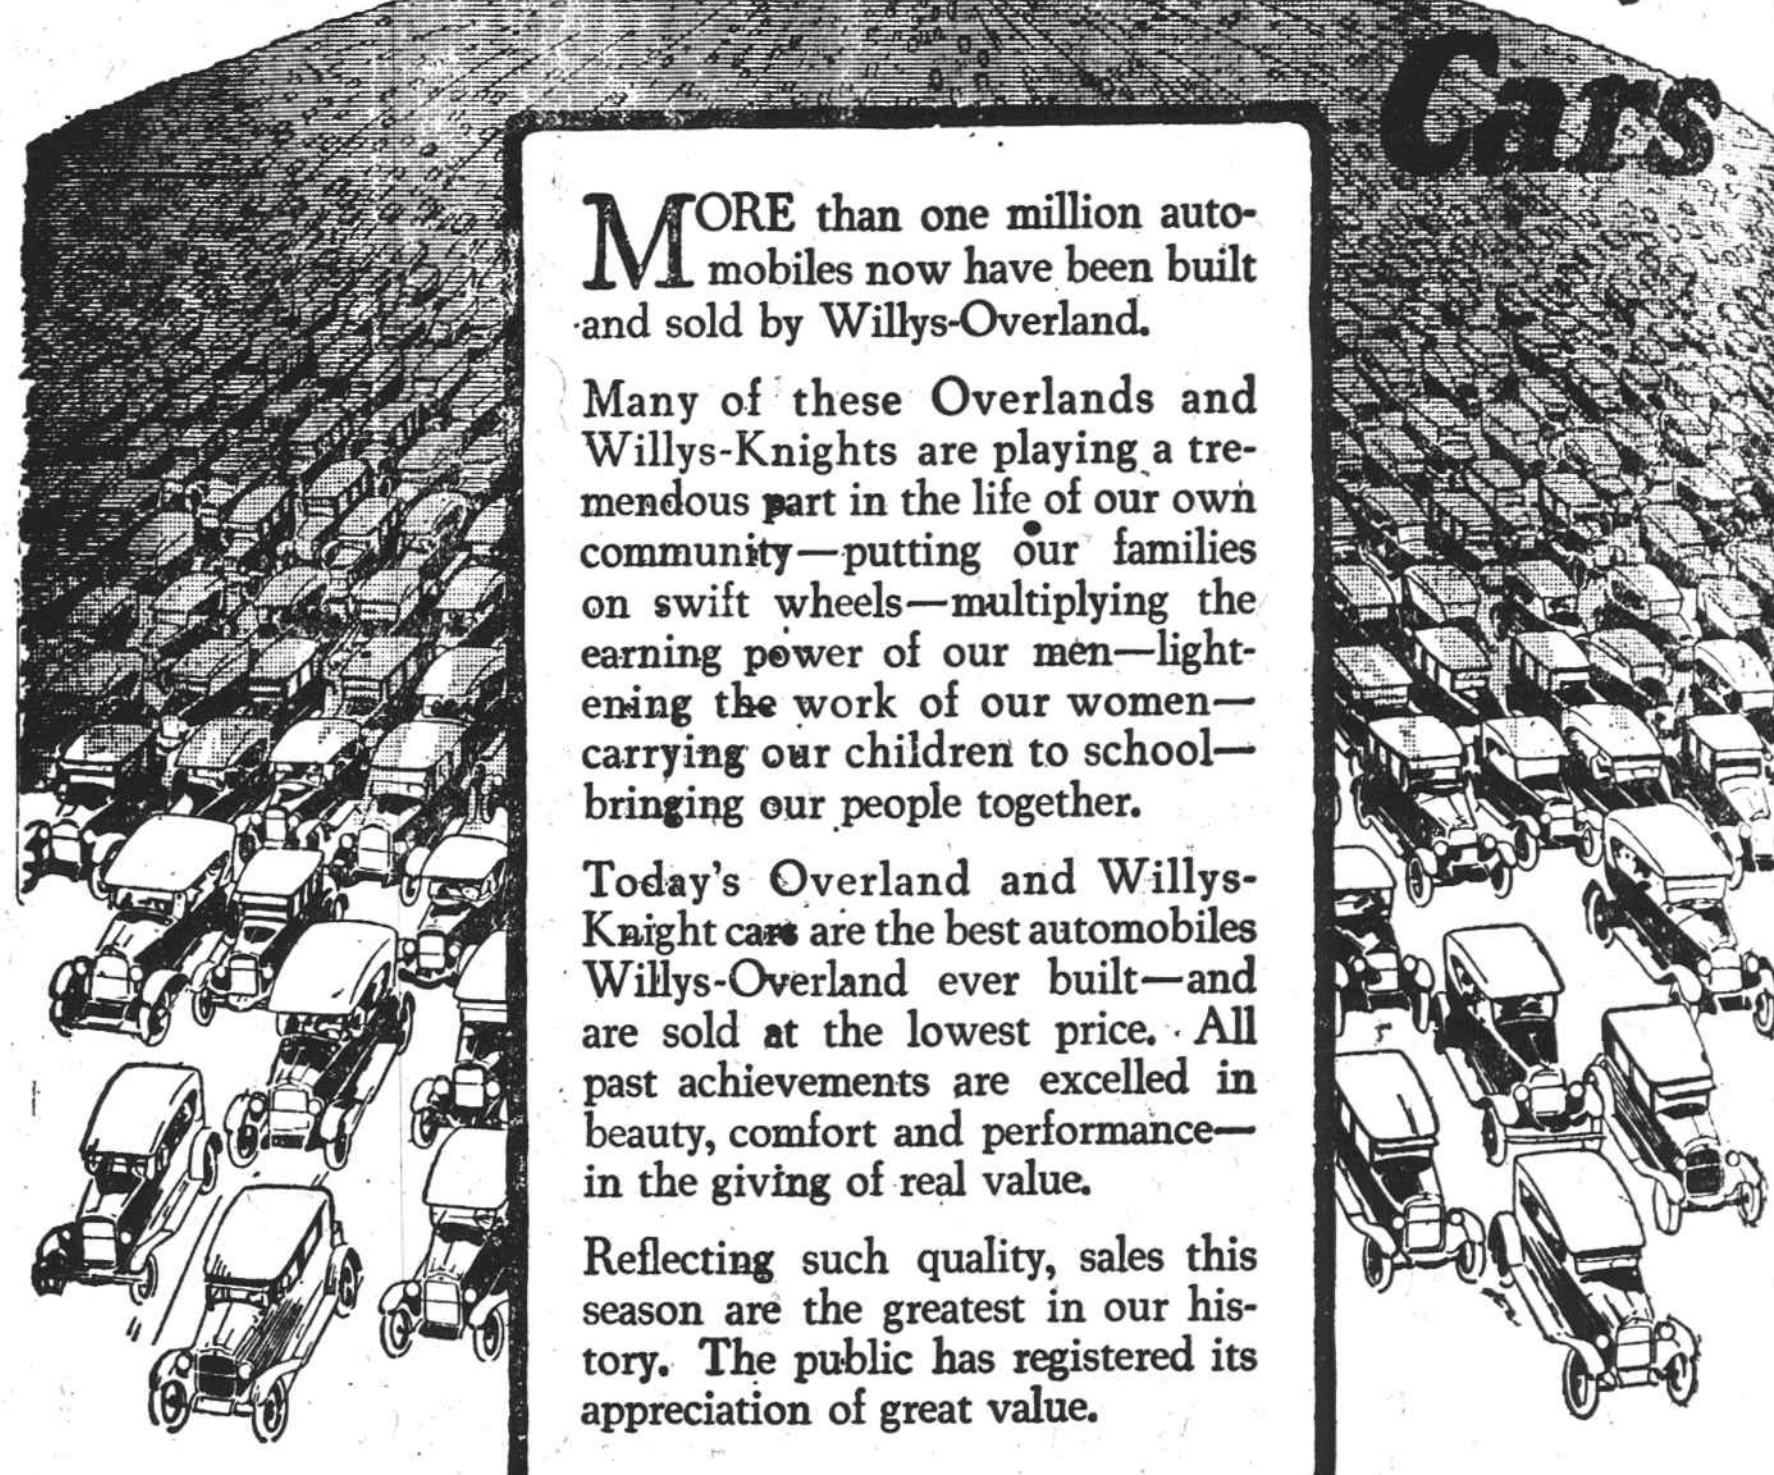 Cars
MORE than one million auto-
mobiles now have been built
and sold by Willys-Overland.
Many of these Overlands and
Willys-Knights are playing a tre-
mendous part in the life of our own
community—putting our families
on swift wheels—multiplying the
earning power of our men—light-
ening the work of our women—
carrying our children to school—
bringing our people together.
Today's Overland and Willys-
Knight cars are the best automobiles
Willys-Overland ever built—and
are sold at the lowest price. All
past achievements are excelled in
beauty, comfort and performance—
in the giving of real value.
Reflecting such quality, sales this
season are the greatest in our his-
tory. The public has registered its
appreciation of great value.